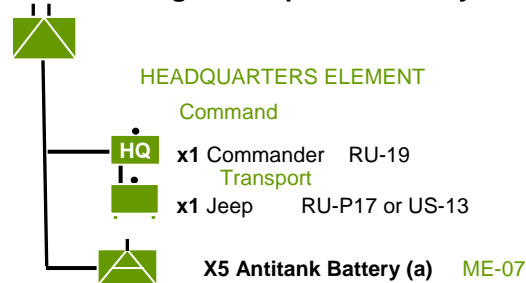 HEADQUARTERS ELEMENT
Command
HQ x1 Commander RU-19
Transport
x1 Jeep RU-P17 or US-13
X5 Antitank Battery (a) ME-07